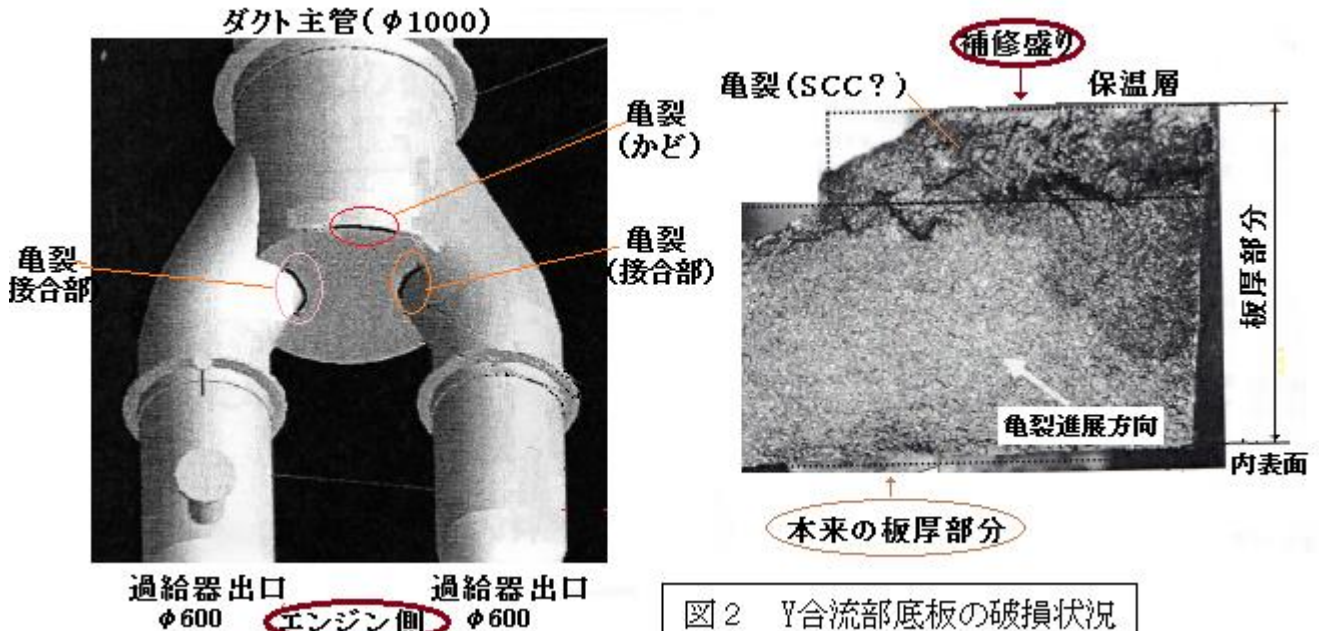 ダクト主管(φ1000)
亀裂
(かど)
亀裂
接合部
亀裂
(接合部)
過給器出口
φ600
エンジン側
過給器出口
φ600
補修盛り
亀裂(SCC?)
保温層
板厚部分
亀裂進展方向
内表面
本来の板厚部分
図2 Y合流部底板の破損状況